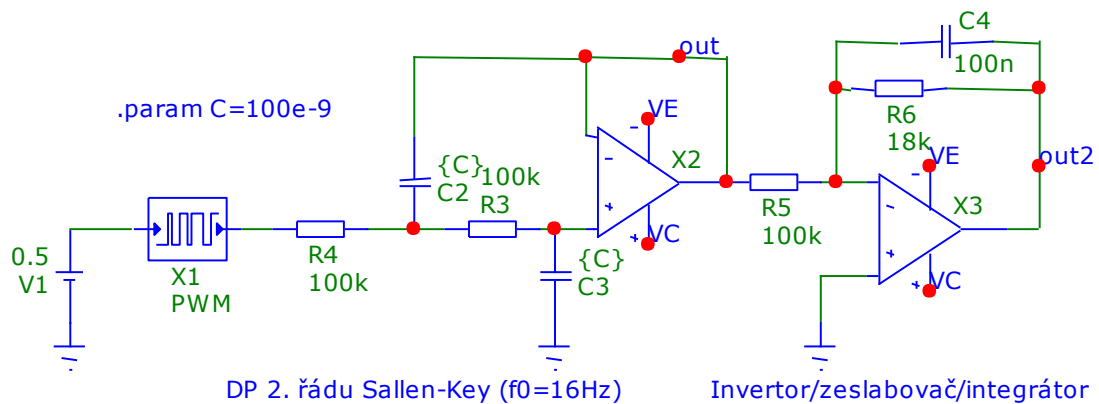 C4
100n
out
.param C=100e-9
VE
R6
18k
{C}
100k
C2
R3
X2
VE
out2
X3
R5
100k
VC
0.5
V1
X1
PWM
R4
100k
{C}
C3
VC
DP 2. řádu Sallen-Key (f0=16Hz)
Invertor/zeslabovač/integrátor